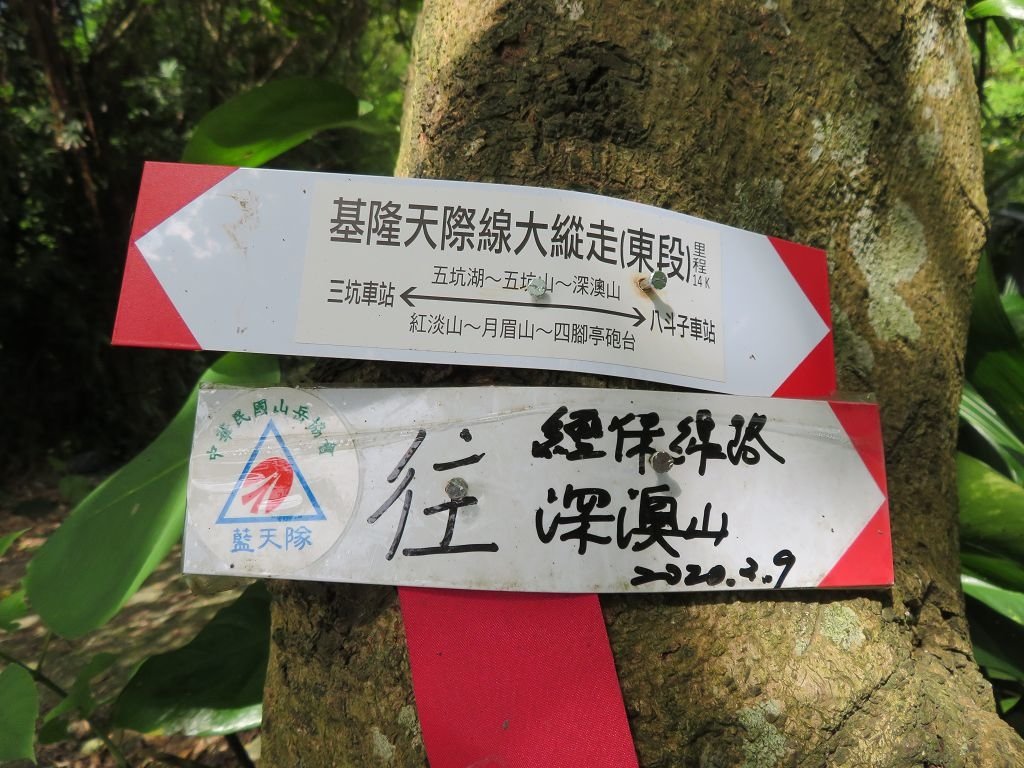 基隆天際線大縱走(東段)
里程
14K
五坑湖～五坑山～深澳山
三坑車站
八斗子車站
紅淡山～月眉山～四腳亭砲台
中華民國山岳協會
藍天隊
往
經保線路
深澳山
2020.3.9